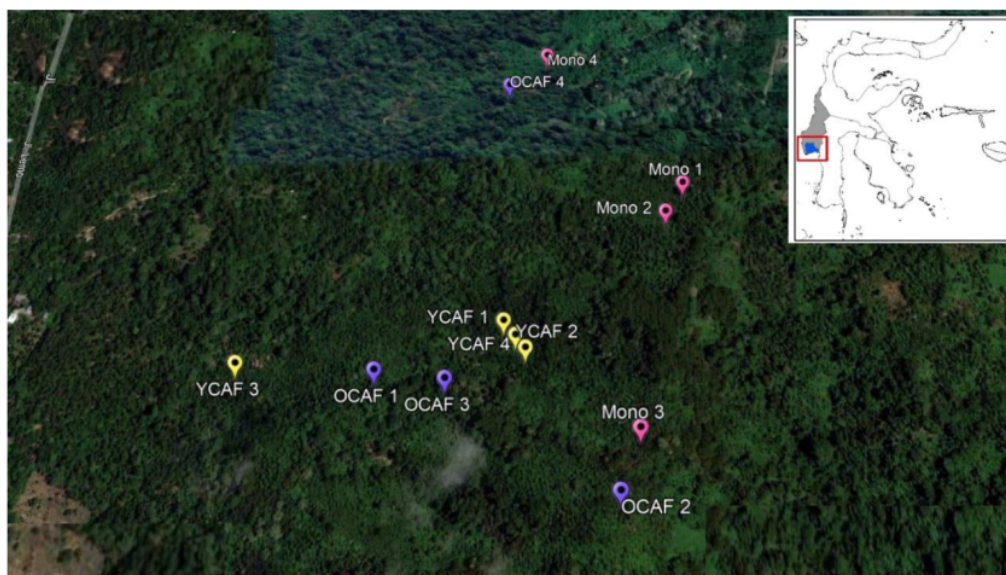 Mono 4
OCAF 4
JL.
Mono 1
Mono 2
YCAF 1
YCAF 2
YCAF 4
YCAF 3
OCAF 1
OCAF 3
Mono 3
OCAF 2